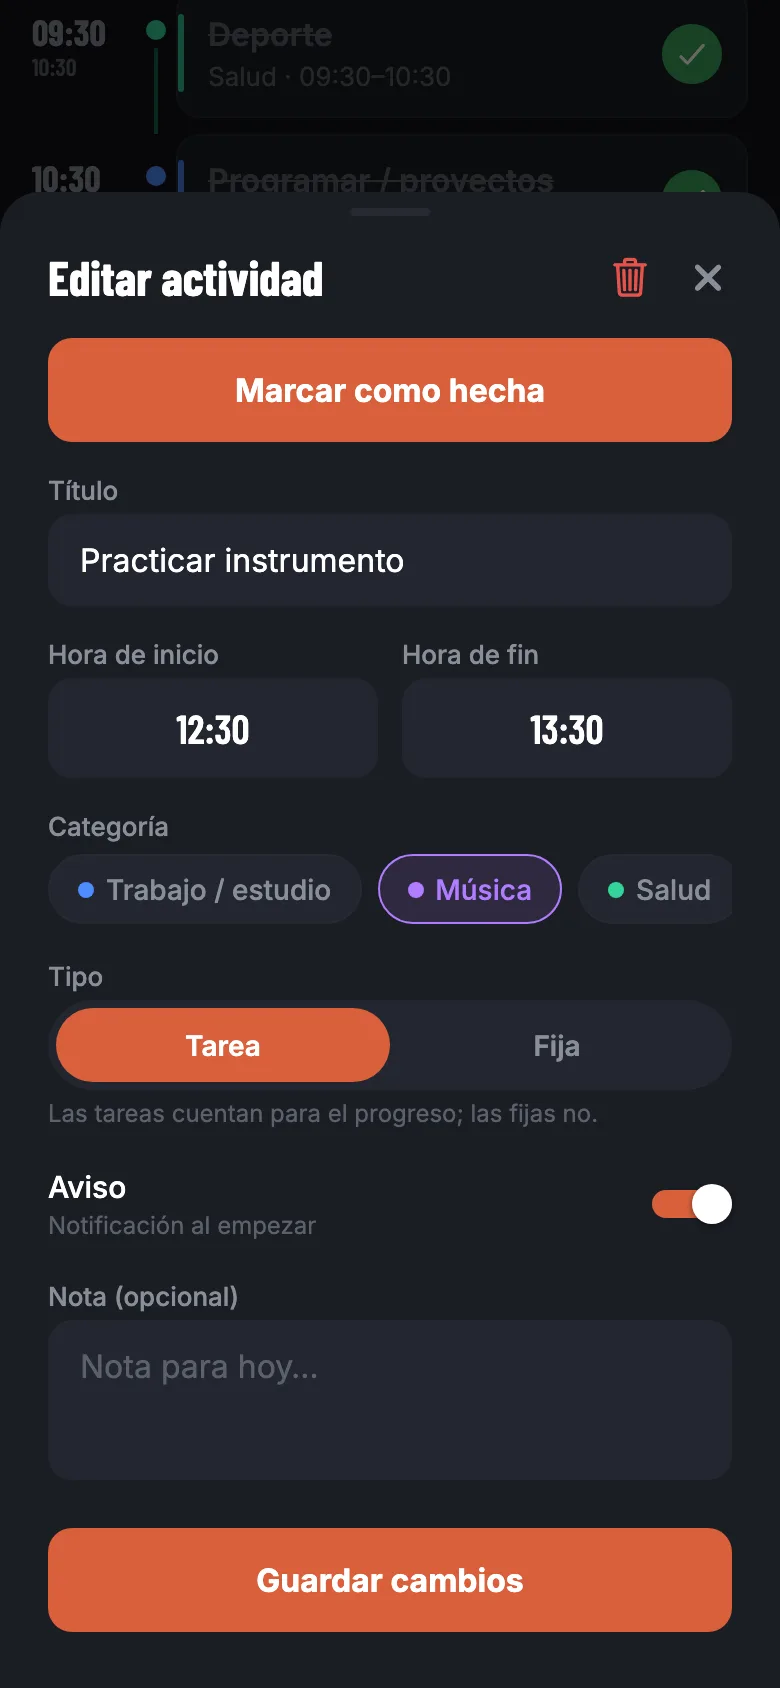 09:30
10:30
Deporte
Salud · 09:30–10:30
10:30
Programar / proyectos
Editar actividad
Marcar como hecha
Título
Practicar instrumento
Hora de inicio
Hora de fin
12:30
13:30
Categoría
Trabajo / estudio
Música
Salud
Tipo
Tarea
Fija
Las tareas cuentan para el progreso; las fijas no.
Aviso
Notificación al empezar
Nota (opcional)
Nota para hoy...
Guardar cambios